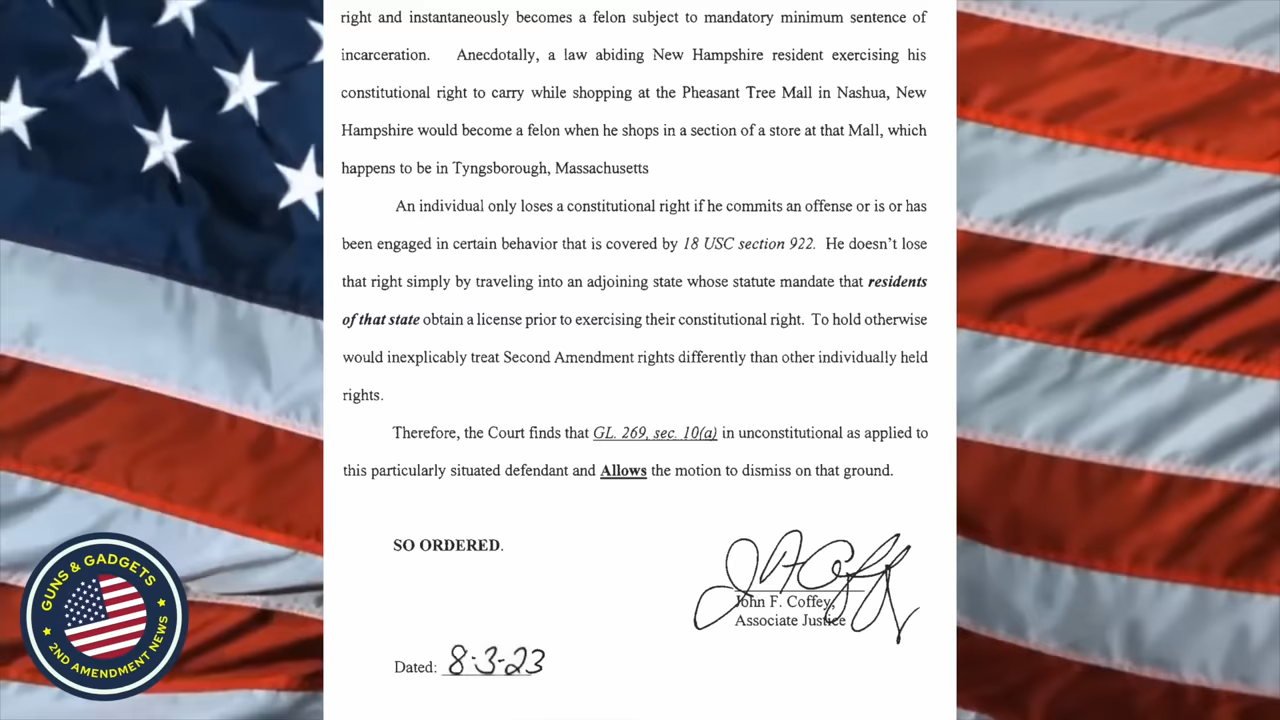 right and instantaneously becomes a felon subject to mandatory minimum sentence of
incarceration. Anecdotally, a law abiding New Hampshire resident exercising his
constitutional right to carry while shopping at the Pheasant Tree Mall in Nashua, New
Hampshire would become a felon when he shops in a section of a store at that Mall, which
happens to be in Tyngsborough, Massachusetts
An individual only loses a constitutional right if he commits an offense or is or has
been engaged in certain behavior that is covered by 18 USC section 922. He doesn't lose
that right simply by traveling into an adjoining state whose statute mandate that residents
of that state obtain a license prior to exercising their constitutional right. To hold otherwise
would inexplicably treat Second Amendment rights differently than other individually held
rights.
Therefore, the Court finds that GL. 269, sec. 10(a) in unconstitutional as applied to
this particularly situated defendant and Allows the motion to dismiss on that ground.
SO ORDERED.
John F. Coffey,
Associate Justice
Dated: 8-3-23
GUNS & GADGETS
2ND AMENDMENT NEWS